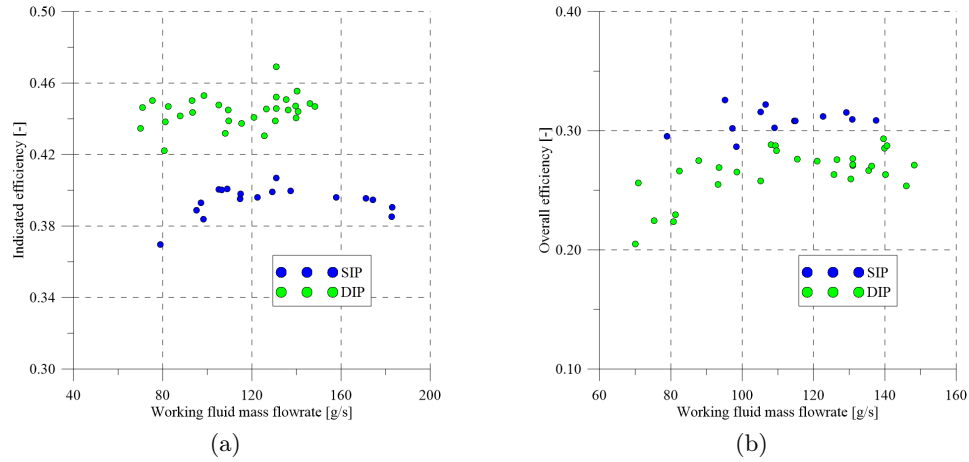 0.50
0.46
0.42
0.38
0.34
0.30
Indicated efficiency [-]
SIP
DIP
40 80 120 160 200
Working fluid mass flowrate [g/s]
(a)
0.40
0.30
0.20
0.10
Overall efficiency [-]
SIP
DIP
60 80 100 120 140 160
Working fluid mass flowrate [g/s]
(b)